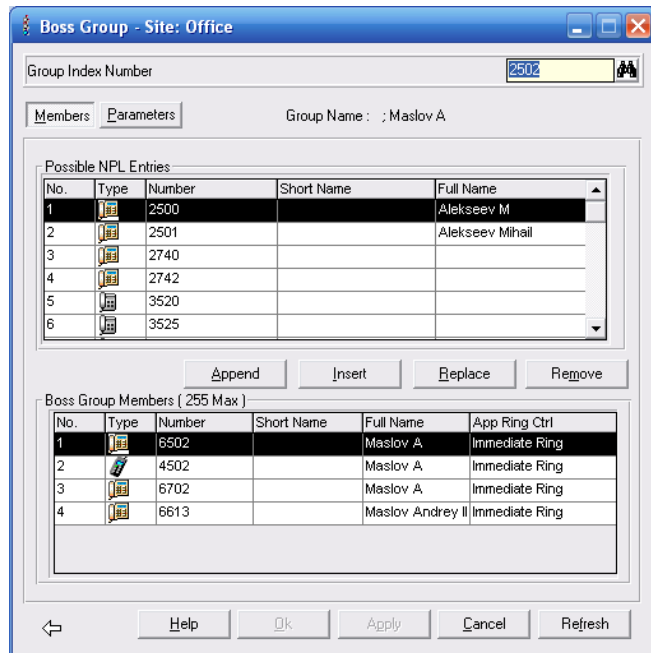 Boss Group - Site: Office
Group Index Number 2502
Members Parameters Group Name : ; Maslov A
Possible NPL Entries
No. Type Number Short Name Full Name
1 2500 Alekseev M
2 2501 Alekseev Mihail
3 2740
4 2742
5 3520
6 3525
Append Insert Replace Remove
Boss Group Members ( 255 Max )
No. Type Number Short Name Full Name App Ring Ctrl
1 6502 Maslov A Immediate Ring
2 4502 Maslov A Immediate Ring
3 6702 Maslov A Immediate Ring
4 6613 Maslov Andrey Il Immediate Ring
Help Ok Apply Cancel Refresh